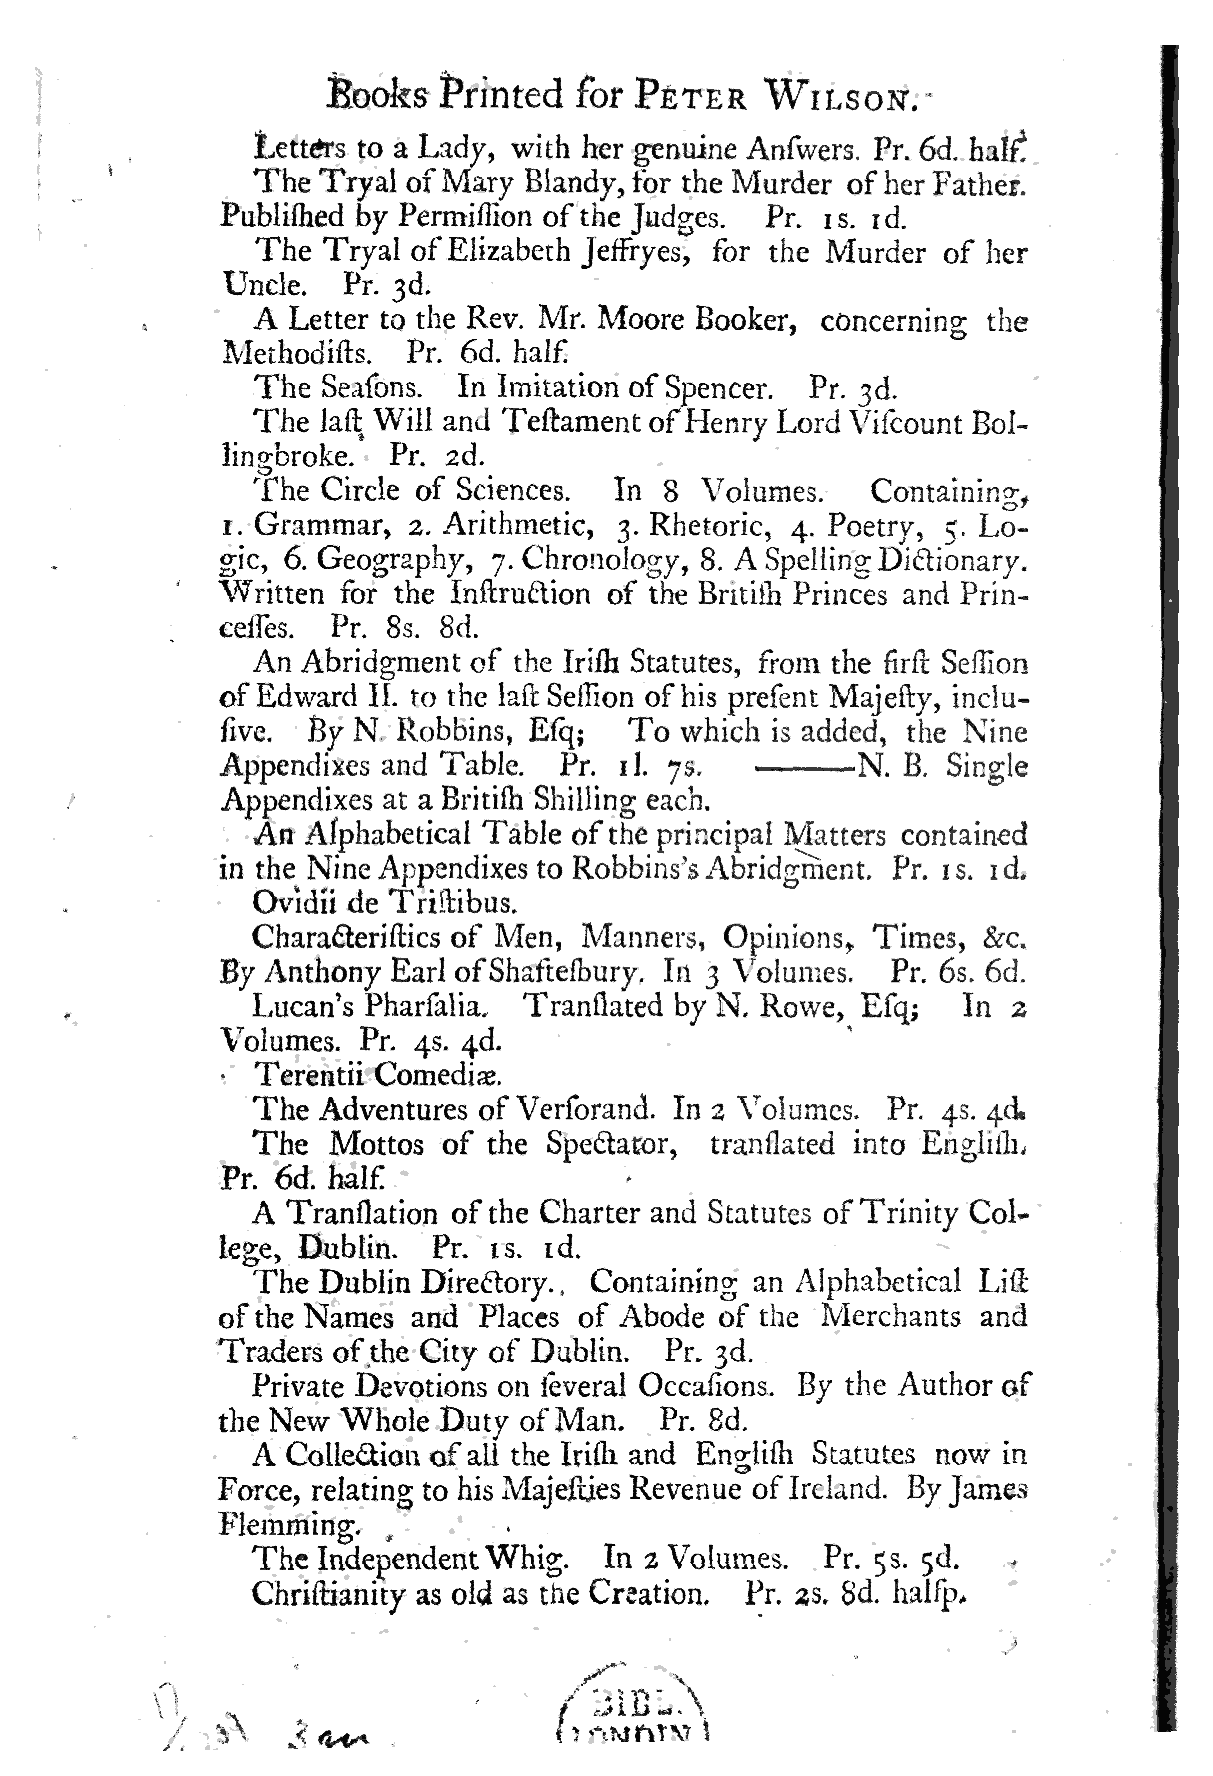 Books Printed for PETER WILSON.
Letters to a Lady, with her genuine Anſwers. Pr. 6d. half.
The Tryal of Mary Blandy, for the Murder of her Father.
Publiſhed by Permiſſion of the Judges. Pr. 1s. 1d.
The Tryal of Elizabeth Jeffryes, for the Murder of her
Uncle. Pr. 3d.
A Letter to the Rev. Mr. Moore Booker, concerning the
Methodiſts. Pr. 6d. half.
The Seaſons. In Imitation of Spencer. Pr. 3d.
The laſt Will and Teſtament of Henry Lord Viſcount Bol-
lingbroke. Pr. 2d.
The Circle of Sciences. In 8 Volumes. Containing,
1. Grammar, 2. Arithmetic, 3. Rhetoric, 4. Poetry, 5. Lo-
gic, 6. Geography, 7. Chronology, 8. A Spelling Dictionary.
Written for the Inſtruction of the Britiſh Princes and Prin-
ceſſes. Pr. 8s. 8d.
An Abridgment of the Iriſh Statutes, from the firſt Seſſion
of Edward II. to the laſt Seſſion of his preſent Majeſty, inclu-
ſive. By N. Robbins, Eſq; To which is added, the Nine
Appendixes and Table. Pr. 1l. 7s. ———N. B. Single
Appendixes at a Britiſh Shilling each.
An Alphabetical Table of the principal Matters contained
in the Nine Appendixes to Robbins's Abridgment. Pr. 1s. 1d.
Ovidii de Triſtibus.
Characteriſtics of Men, Manners, Opinions, Times, &c.
By Anthony Earl of Shafteſbury. In 3 Volumes. Pr. 6s. 6d.
Lucan's Pharſalia. Tranſlated by N. Rowe, Eſq; In 2
Volumes. Pr. 4s. 4d.
Terentii Comediæ.
The Adventures of Verſorand. In 2 Volumes. Pr. 4s. 4d.
The Mottos of the Spectator, tranſlated into Engliſh.
Pr. 6d. half.
A Tranſlation of the Charter and Statutes of Trinity Col-
lege, Dublin. Pr. 1s. 1d.
The Dublin Directory. Containing an Alphabetical Liſt
of the Names and Places of Abode of the Merchants and
Traders of the City of Dublin. Pr. 3d.
Private Devotions on ſeveral Occaſions. By the Author of
the New Whole Duty of Man. Pr. 8d.
A Collection of all the Iriſh and Engliſh Statutes now in
Force, relating to his Majeſties Revenue of Ireland. By James
Flemming.
The Independent Whig. In 2 Volumes. Pr. 5s. 5d.
Chriſtianity as old as the Creation. Pr. 2s. 8d. halfp.
BIBL.